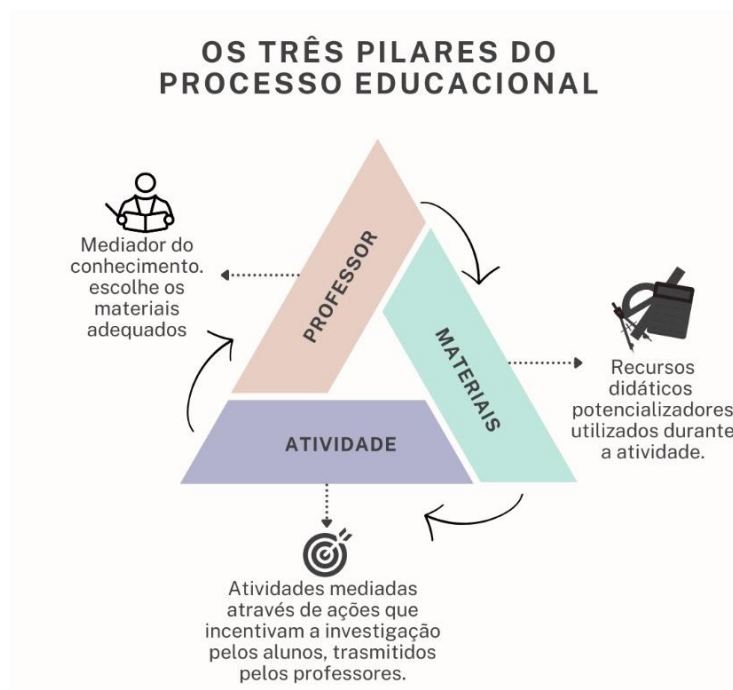 OS TRÊS PILARES DO
PROCESSO EDUCACIONAL
PROFESSOR
Mediador do
conhecimento.
escolhe os
materiais
adequados
MATERIAIS
Recursos
didáticos
potencializadores
utilizados durante
a atividade.
ATIVIDADE
Atividades mediadas
através de ações que
incentivam a investigação
pelos alunos, trasmitidos
pelos professores.